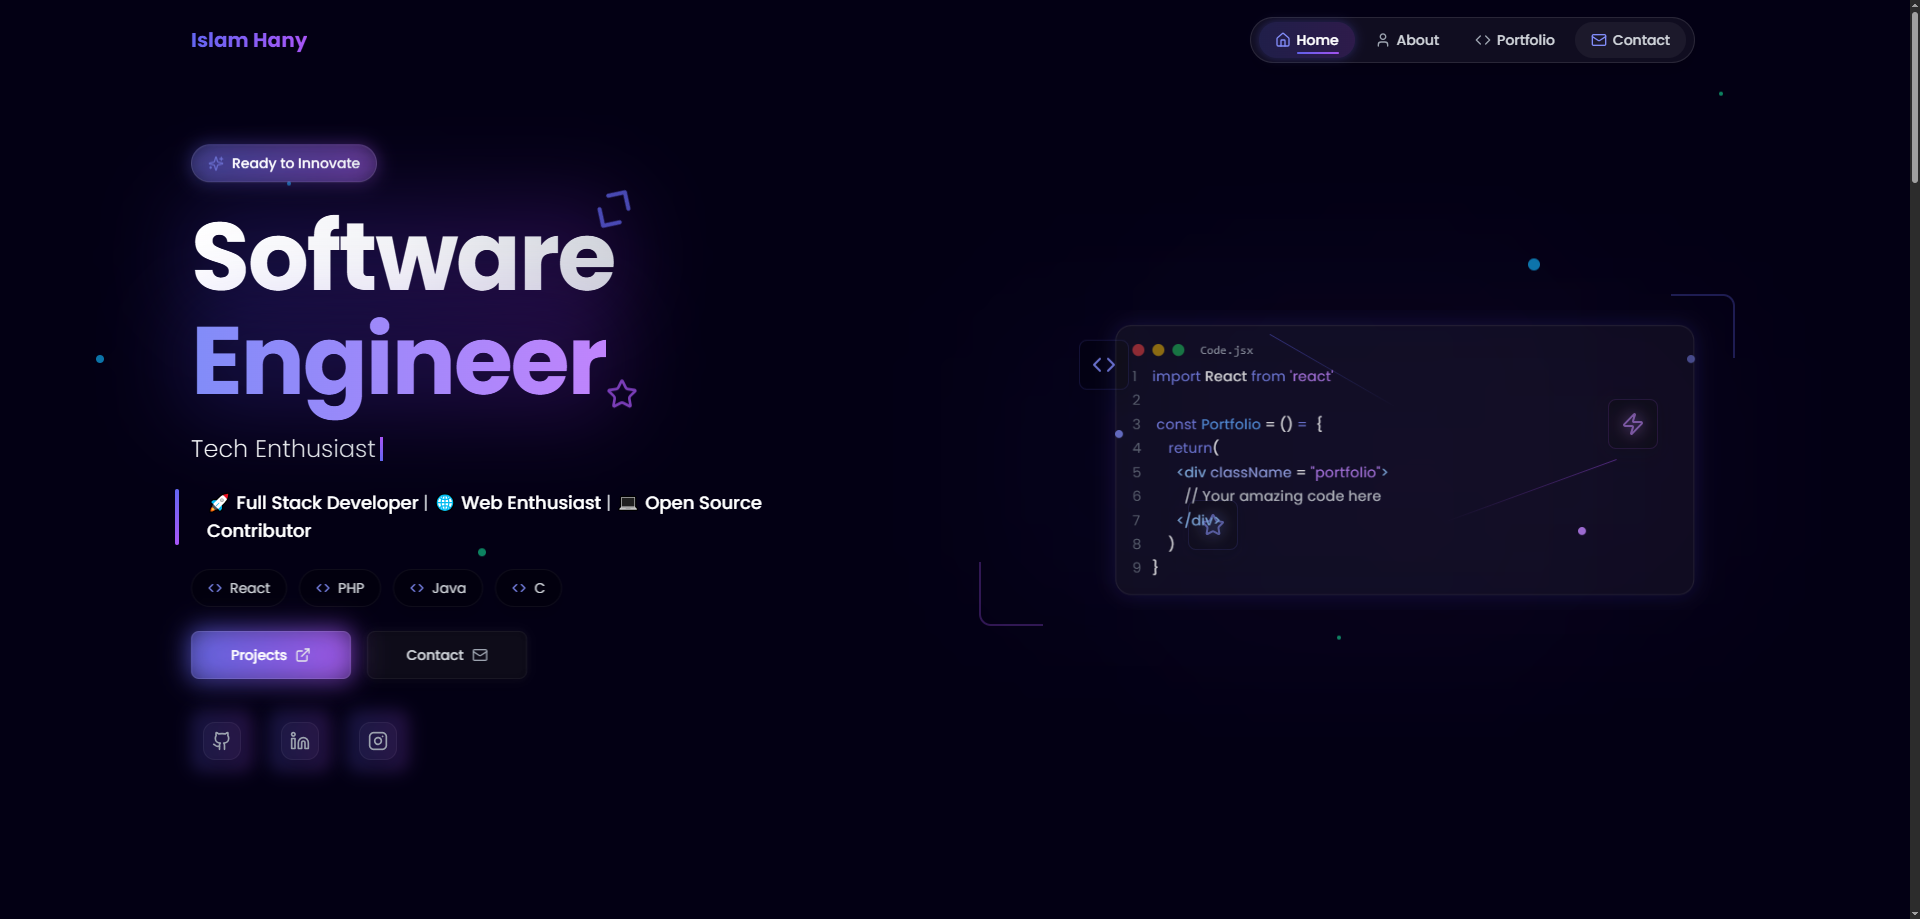 Islam Hany
Home About Portfolio Contact
Ready to Innovate
Software
Engineer
Tech Enthusiast
🚀 Full Stack Developer | 🌐 Web Enthusiast | 💻 Open Source
Contributor
React PHP Java C
Projects Contact
Code.jsx
1 import React from 'react'
2
3 const Portfolio = () = {
4 return(
5 <div className = "portfolio">
6 // Your amazing code here
7 </div>
8 )
9 }